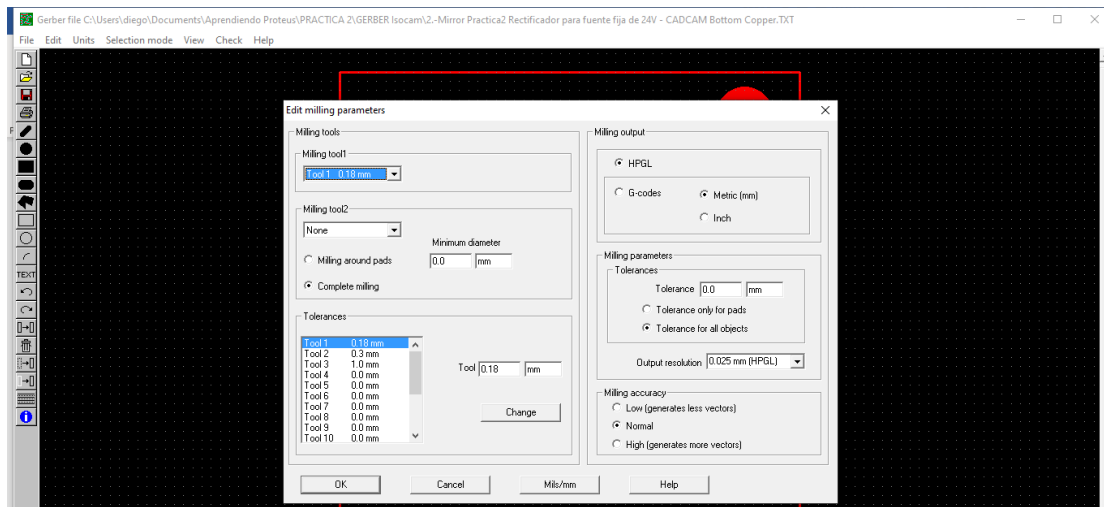 Gerber file C:\Users\diego\Documents\Aprendiendo Proteus\PRACTICA 2\GERBER Isocam\2.-Mirror Practica2 Rectificador para fuente fija de 24V - CADCAM Bottom Copper.TXT
File Edit Units Selection mode View Check Help
TEXT
Edit milling parameters
Milling tools
Milling tool1
Tool 1 0.18 mm
Milling tool2
None
Minimum diameter
Milling around pads 0.0 mm
Complete milling
Tolerances
Tool 1 0.18 mm
Tool 2 0.3 mm
Tool 3 1.0 mm
Tool 4 0.0 mm
Tool 5 0.0 mm
Tool 6 0.0 mm
Tool 7 0.0 mm
Tool 8 0.0 mm
Tool 9 0.0 mm
Tool 10 0.0 mm
Tool 0.18 mm
Change
Milling output
HPGL
G-codes
Metric (mm)
Inch
Milling parameters
Tolerances
Tolerance 0.0 mm
Tolerance only for pads
Tolerance for all objects
Output resolution 0.025 mm (HPGL)
Milling accuracy
Low (generates less vectors)
Normal
High (generates more vectors)
OK Cancel Mils/mm Help